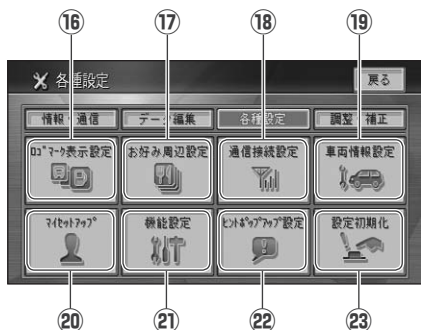 ⑯ ⑰ ⑱ ⑲
各種設定 戻る
情報・通信 データ編集 各種設定 調整・補正
ﾛｺﾞﾏｰｸ表示設定 お好み周辺設定 通信接続設定 車両情報設定
ﾏｲｾｯﾄｱｯﾌﾟ 機能設定 ﾋﾝﾄﾎﾟｯﾌﾟｱｯﾌﾟ設定 設定初期化
⑳ ㉑ ㉒ ㉓